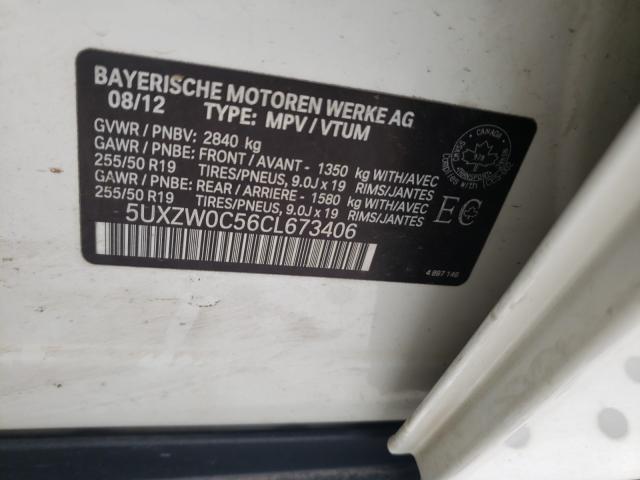 BAYERISCHE MOTOREN WERKE AG
08/12 TYPE: MPV / VTUM
GVWR / PNBV: 2840 kg
GAWR / PNBE: FRONT / AVANT - 1350 kg WITH/AVEC
255/50 R19 TIRES/PNEUS, 9.0J x 19 RIMS/JANTES
GAWR / PNBE: REAR / ARRIERE - 1580 kg WITH/AVEC
255/50 R19 TIRES/PNEUS, 9.0J x 19 RIMS/JANTES
5UXZW0C56CL673406
EC
CANADA
4 897 146